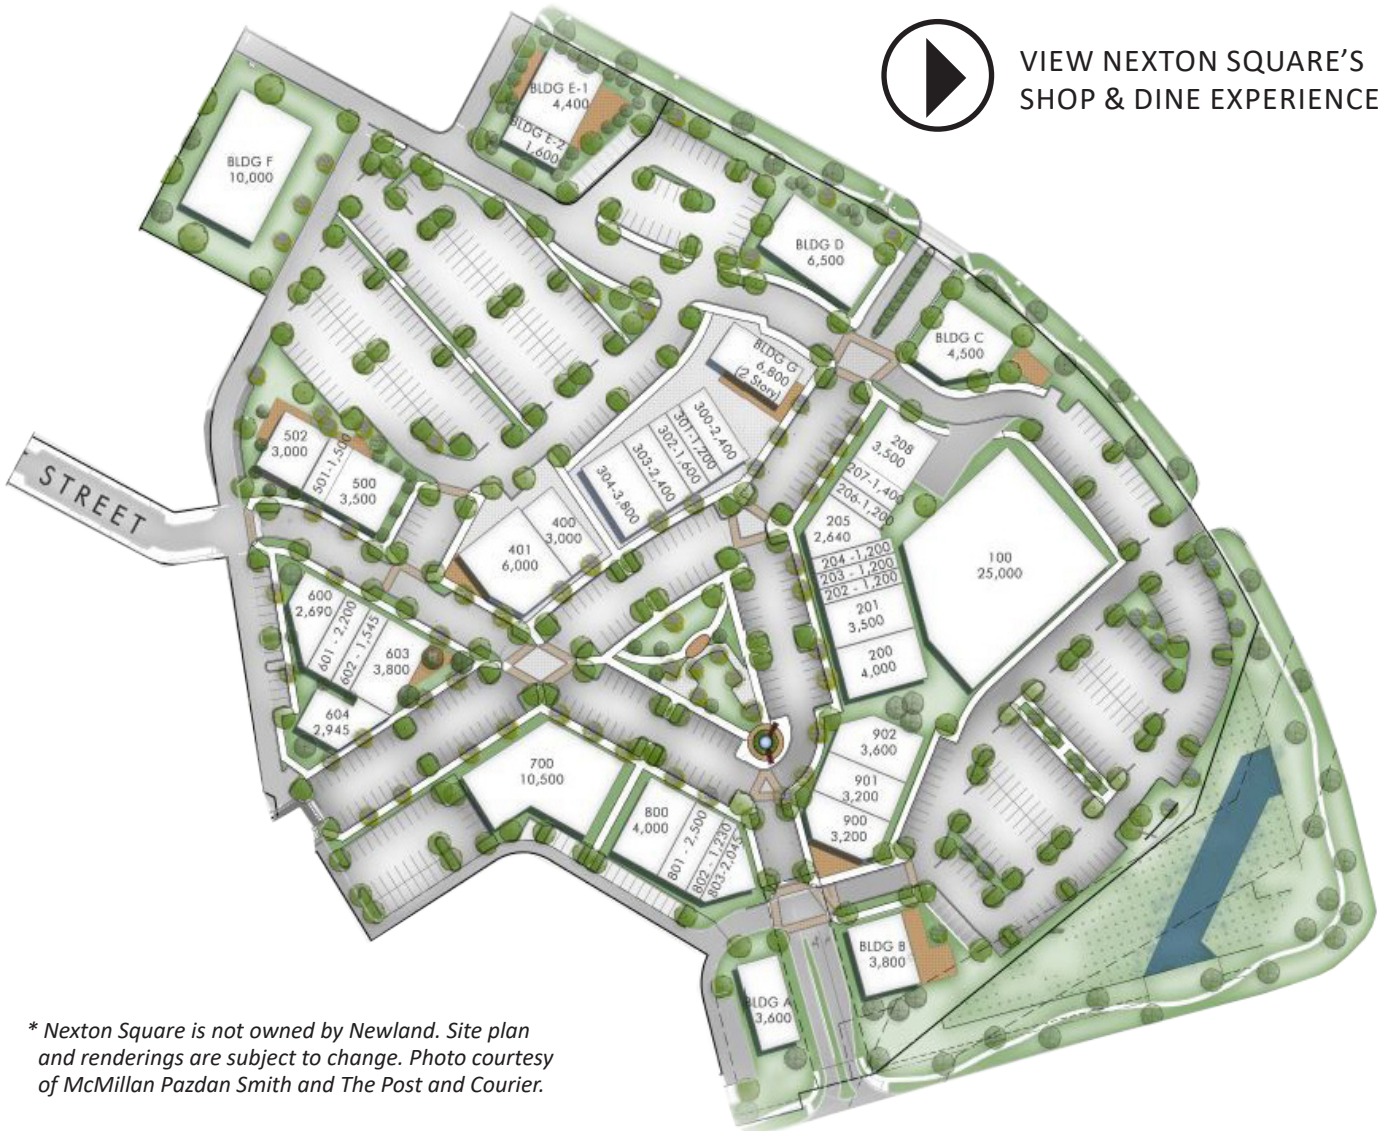 VIEW NEXTON SQUARE'S
SHOP & DINE EXPERIENCE
BLDG E-1
4,400
BLDG E-2
1,600
BLDG F
10,000
BLDG D
6,500
BLDG C
4,500
BLDG G
6,800
(2 Story)
300-2,400
301-1,200
302-1,600
303-2,400
304-3,800
208
3,500
207-1,400
206-1,200
205
2,640
204 -1,200
203 - 1,200
202 - 1,200
201
3,500
200
4,000
100
25,000
502
3,000
501-1,500
500
3,500
STREET
400
3,000
401
6,000
600
2,690
601 - 2,200
602 - 1,545
603
3,800
604
2,945
700
10,500
800
4,000
801 - 2,500
802 - 1,230
803-2,045
902
3,600
901
3,200
900
3,200
BLDG B
3,800
BLDG A
3,600
* Nexton Square is not owned by Newland. Site plan
and renderings are subject to change. Photo courtesy
of McMillan Pazdan Smith and The Post and Courier.